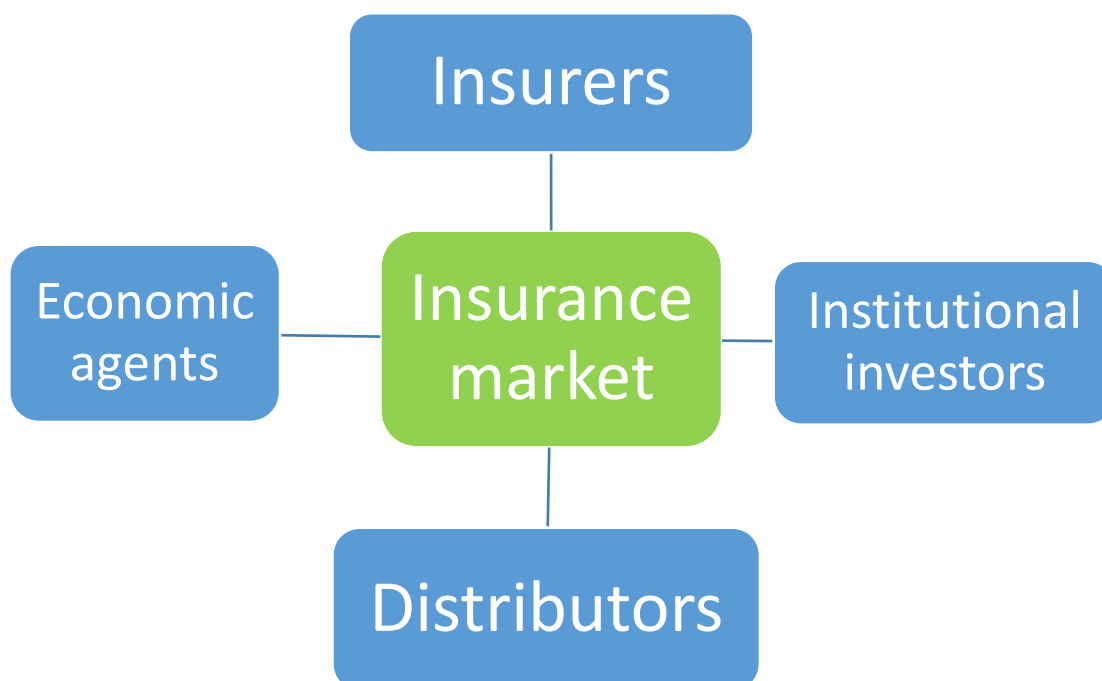 Insurers
Economic
agents
Insurance
market
Institutional
investors
Distributors